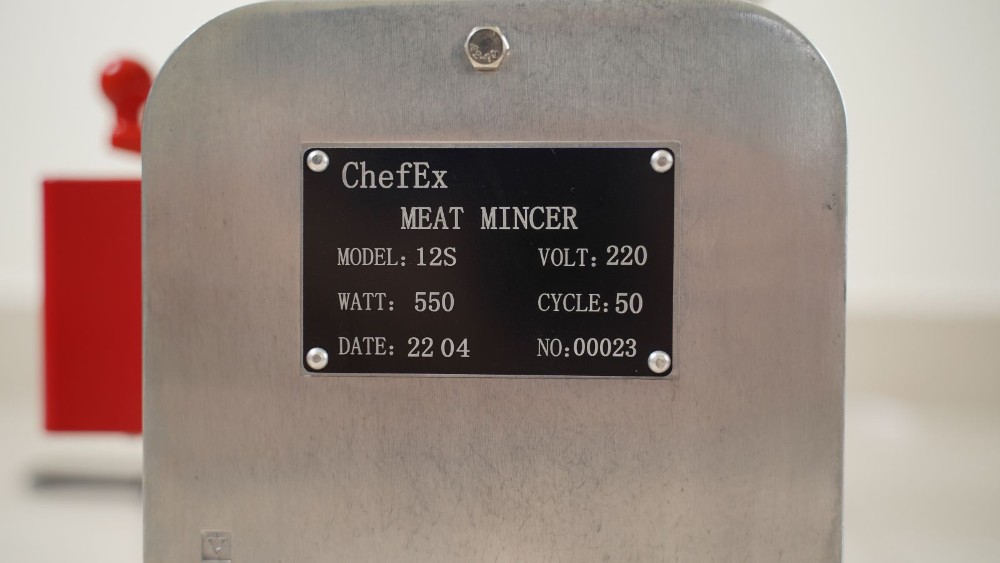 ChefEx
MEAT MINCER
MODEL: 12S VOLT: 220
WATT: 550 CYCLE: 50
DATE: 22 04 NO: 00023